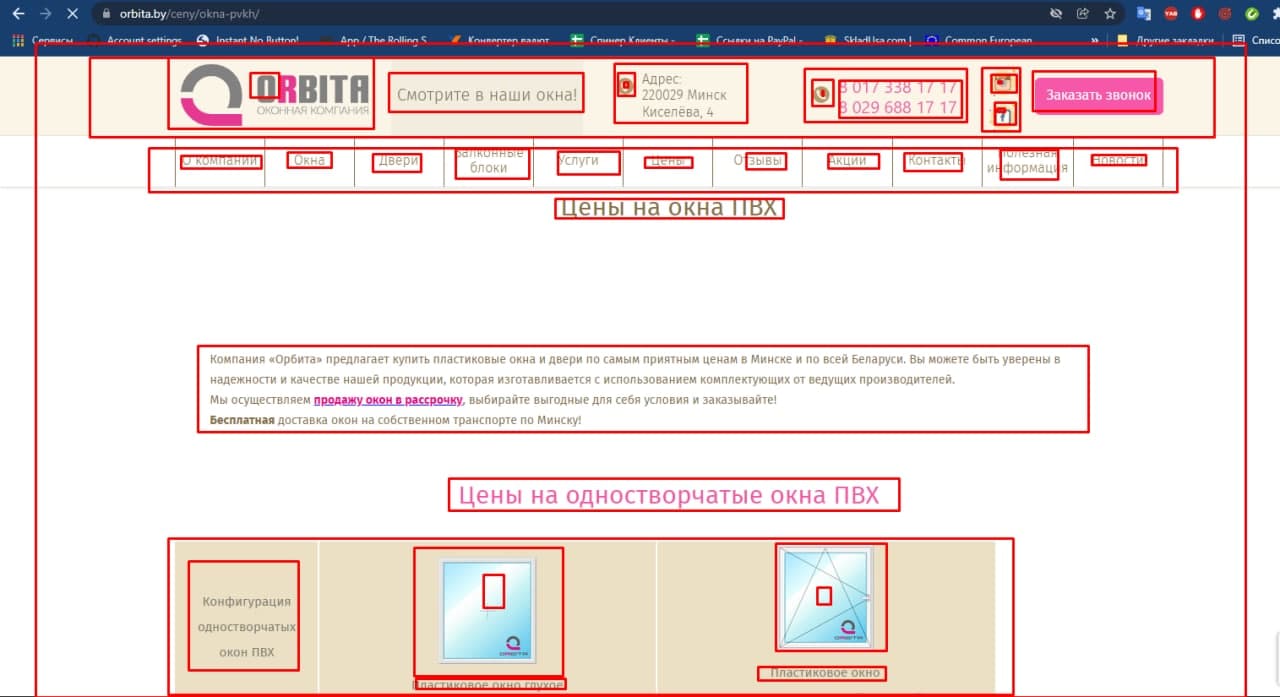 orbita.by/ceny/okna-pvkh/
Сервисы Account settings Instant No Button! App / The Rolling S... Конвертер валют Спинер Клиенты - Ссылки на PayPal - SkladUsa.com | Common European » Другие закладки Списо
ORBITA
ОКОННАЯ КОМПАНИЯ
Смотрите в наши окна!
Адрес:
220029 Минск
Киселёва, 4
8 017 338 17 17
8 029 688 17 17
Заказать звонок
О компании Окна Двери Балконные блоки Услуги Цены Отзывы Акции Контакты Полезная информация Новости
Цены на окна ПВХ
Компания «Орбита» предлагает купить пластиковые окна и двери по самым приятным ценам в Минске и по всей Беларуси. Вы можете быть уверены в
надежности и качестве нашей продукции, которая изготавливается с использованием комплектующих от ведущих производителей.
Мы осуществляем продажу окон в рассрочку, выбирайте выгодные для себя условия и заказывайте!
Бесплатная доставка окон на собственном транспорте по Минску!
Цены на одностворчатые окна ПВХ
Конфигурация
одностворчатых
окон ПВХ
ORBITA
Пластиковое окно глухое
ORBITA
Пластиковое окно